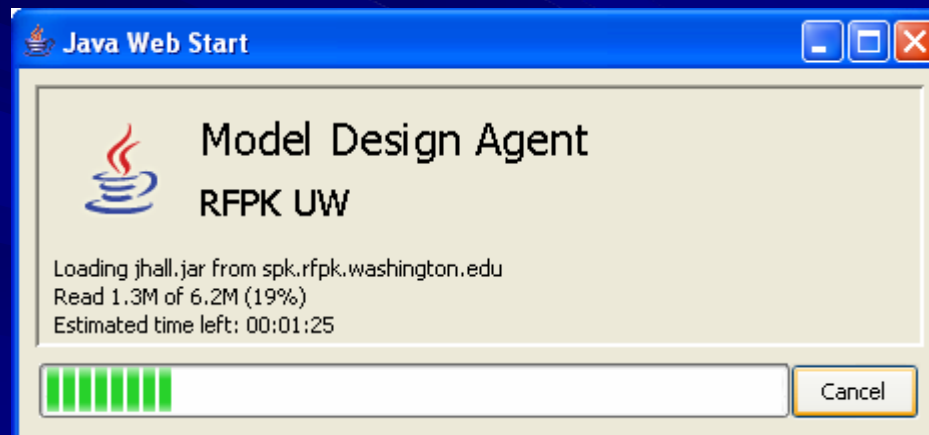 Java Web Start
Model Design Agent
RFPK UW
Loading jhall.jar from spk.rfpk.washington.edu
Read 1.3M of 6.2M (19%)
Estimated time left: 00:01:25
Cancel